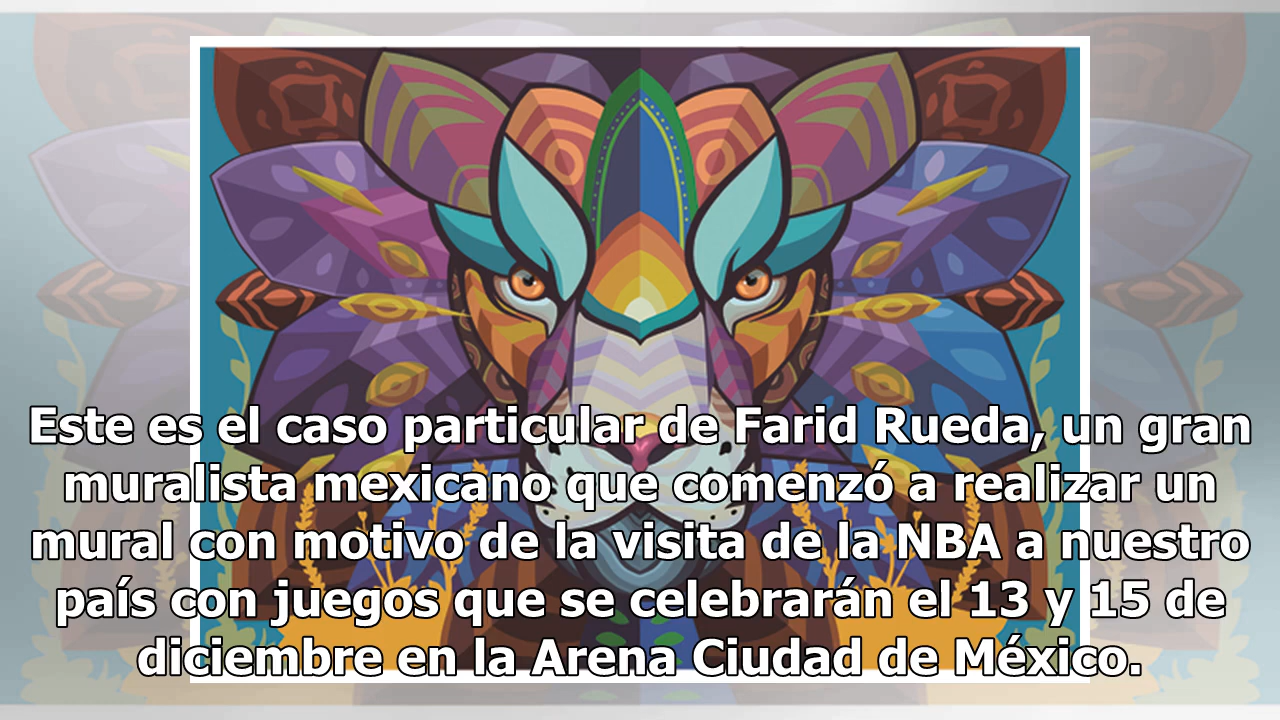 Este es el caso particular de Farid Rueda, un gran
muralista mexicano que comenzó a realizar un
mural con motivo de la visita de la NBA a nuestro
país con juegos que se celebrarán el 13 y 15 de
diciembre en la Arena Ciudad de México.